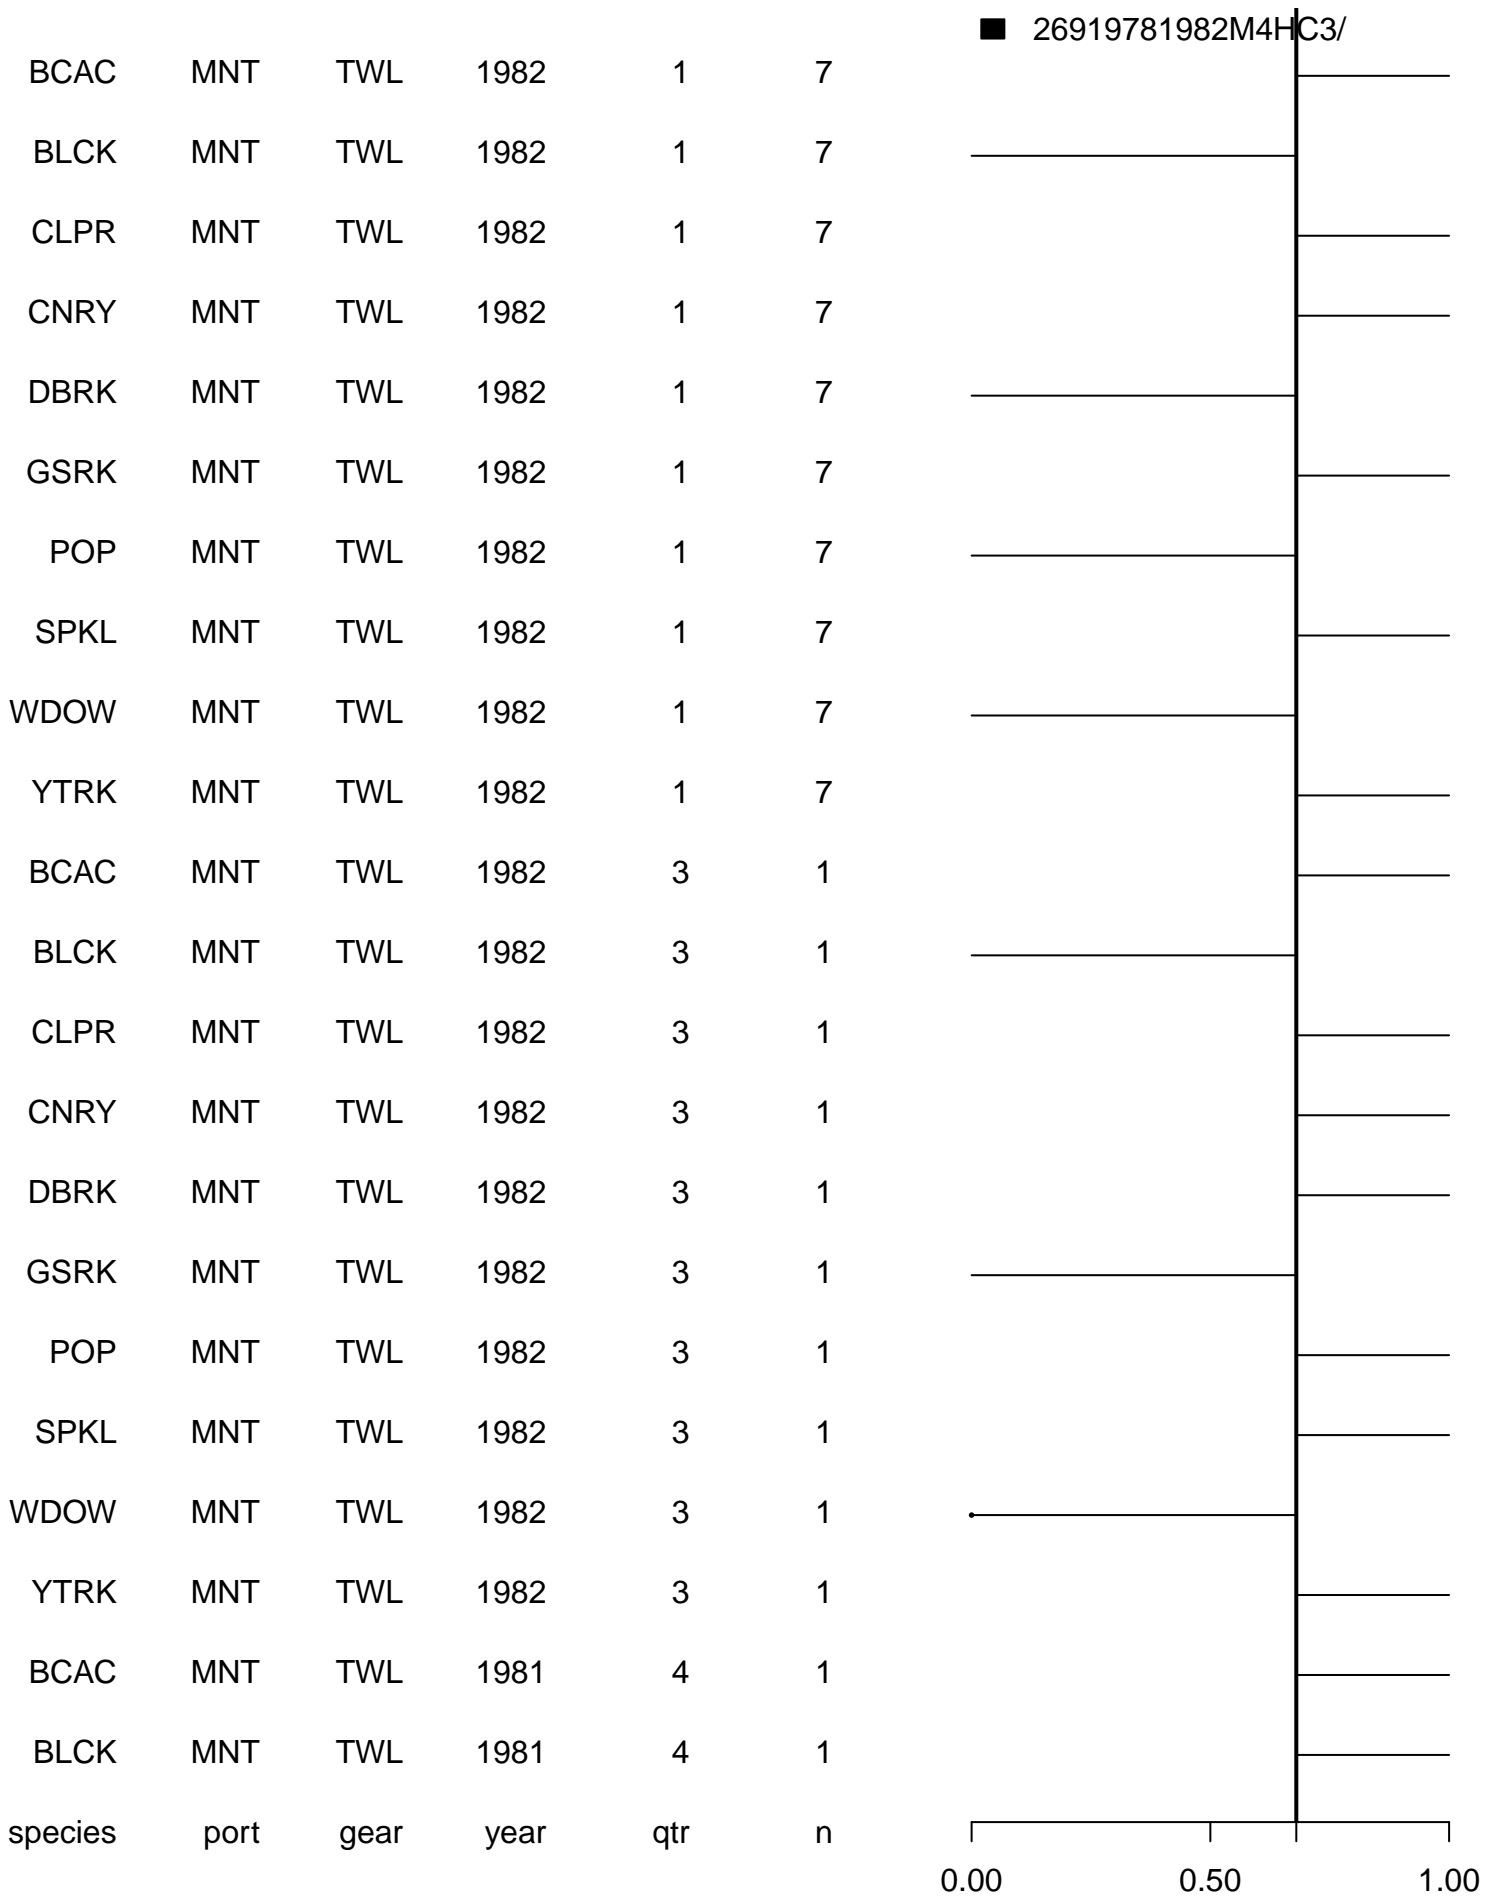 26919781982M4HC3/
BCAC MNT TWL 1982 1 7
BLCK MNT TWL 1982 1 7
CLPR MNT TWL 1982 1 7
CNRY MNT TWL 1982 1 7
DBRK MNT TWL 1982 1 7
GSRK MNT TWL 1982 1 7
POP MNT TWL 1982 1 7
SPKL MNT TWL 1982 1 7
WDOW MNT TWL 1982 1 7
YTRK MNT TWL 1982 1 7
BCAC MNT TWL 1982 3 1
BLCK MNT TWL 1982 3 1
CLPR MNT TWL 1982 3 1
CNRY MNT TWL 1982 3 1
DBRK MNT TWL 1982 3 1
GSRK MNT TWL 1982 3 1
POP MNT TWL 1982 3 1
SPKL MNT TWL 1982 3 1
WDOW MNT TWL 1982 3 1
YTRK MNT TWL 1982 3 1
BCAC MNT TWL 1981 4 1
BLCK MNT TWL 1981 4 1
species port gear year qtr n
0.00 0.50 1.00